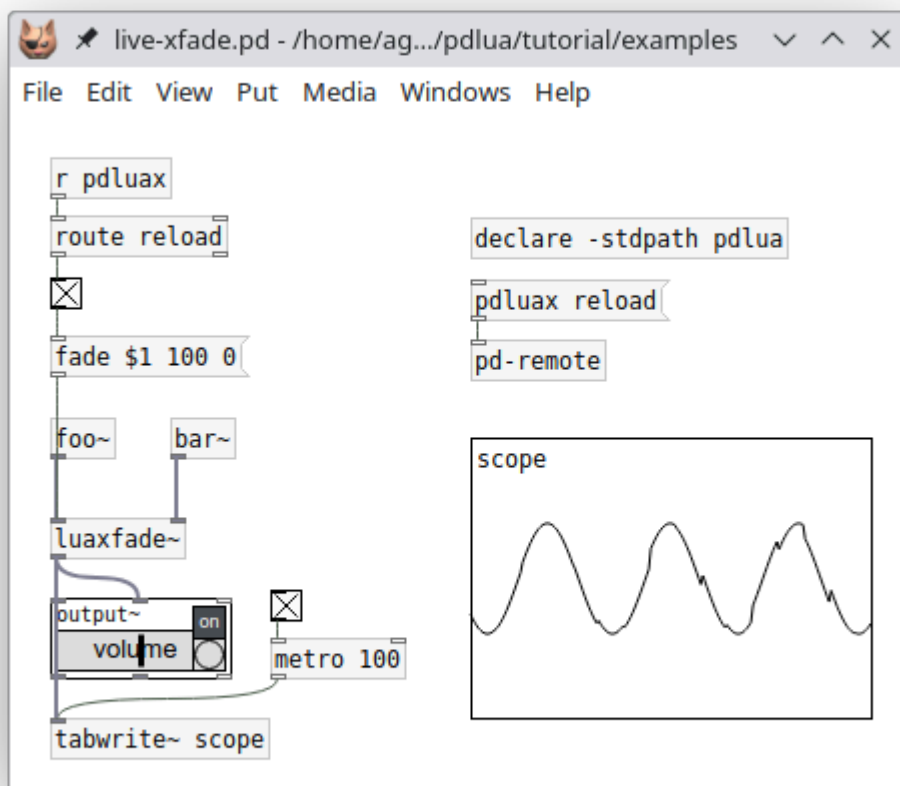 live-xfade.pd - /home/ag.../pdlua/tutorial/examples
File Edit View Put Media Windows Help
r pdluax
route reload
declare -stdpath pdlua
pdluax reload
fade $1 100 0
pd-remote
foo~
bar~
scope
luaxfade~
output~
on
volume
metro 100
tabwrite~ scope